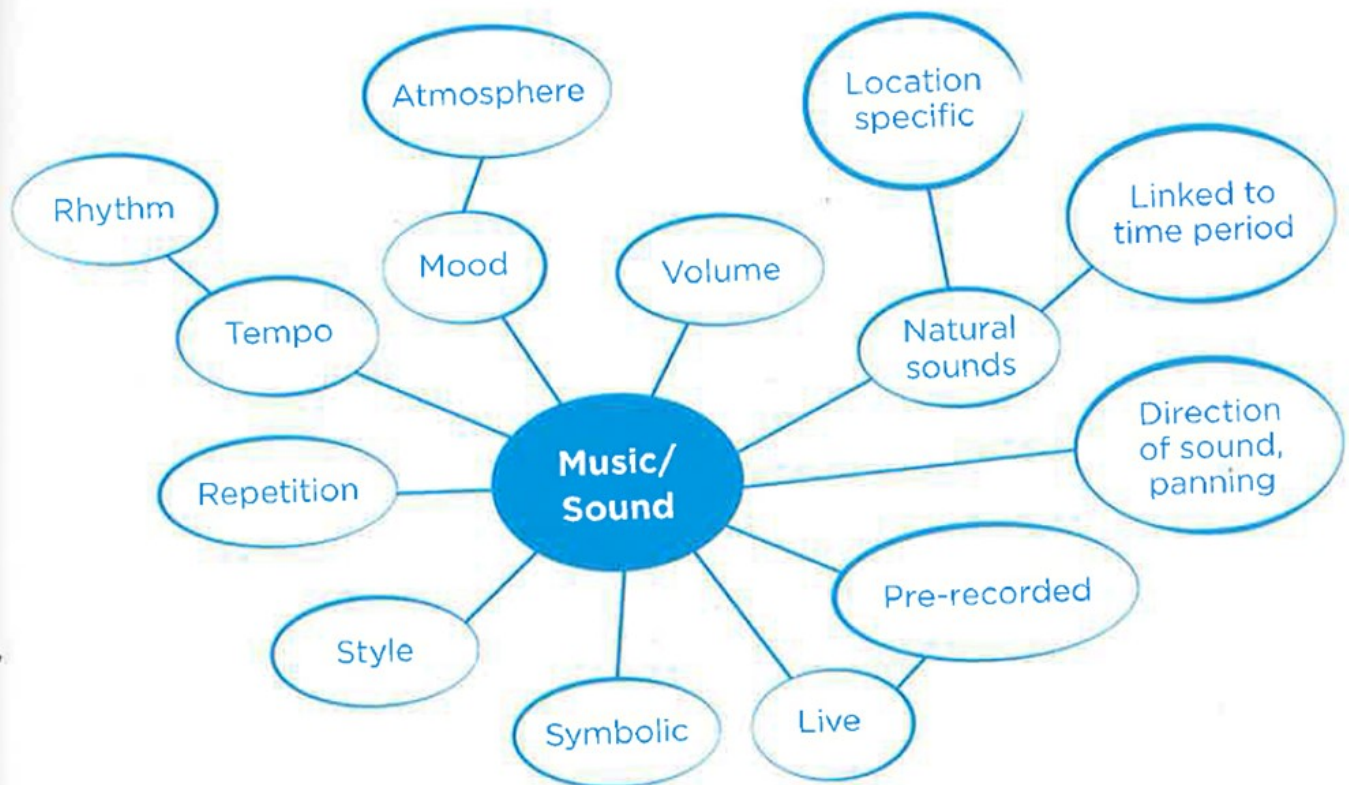 Atmosphere
Location
specific
Rhythm
Linked to
time period
Mood
Volume
Tempo
Natural
sounds
Direction
of sound,
panning
Music/
Sound
Repetition
Pre-recorded
Style
Symbolic
Live